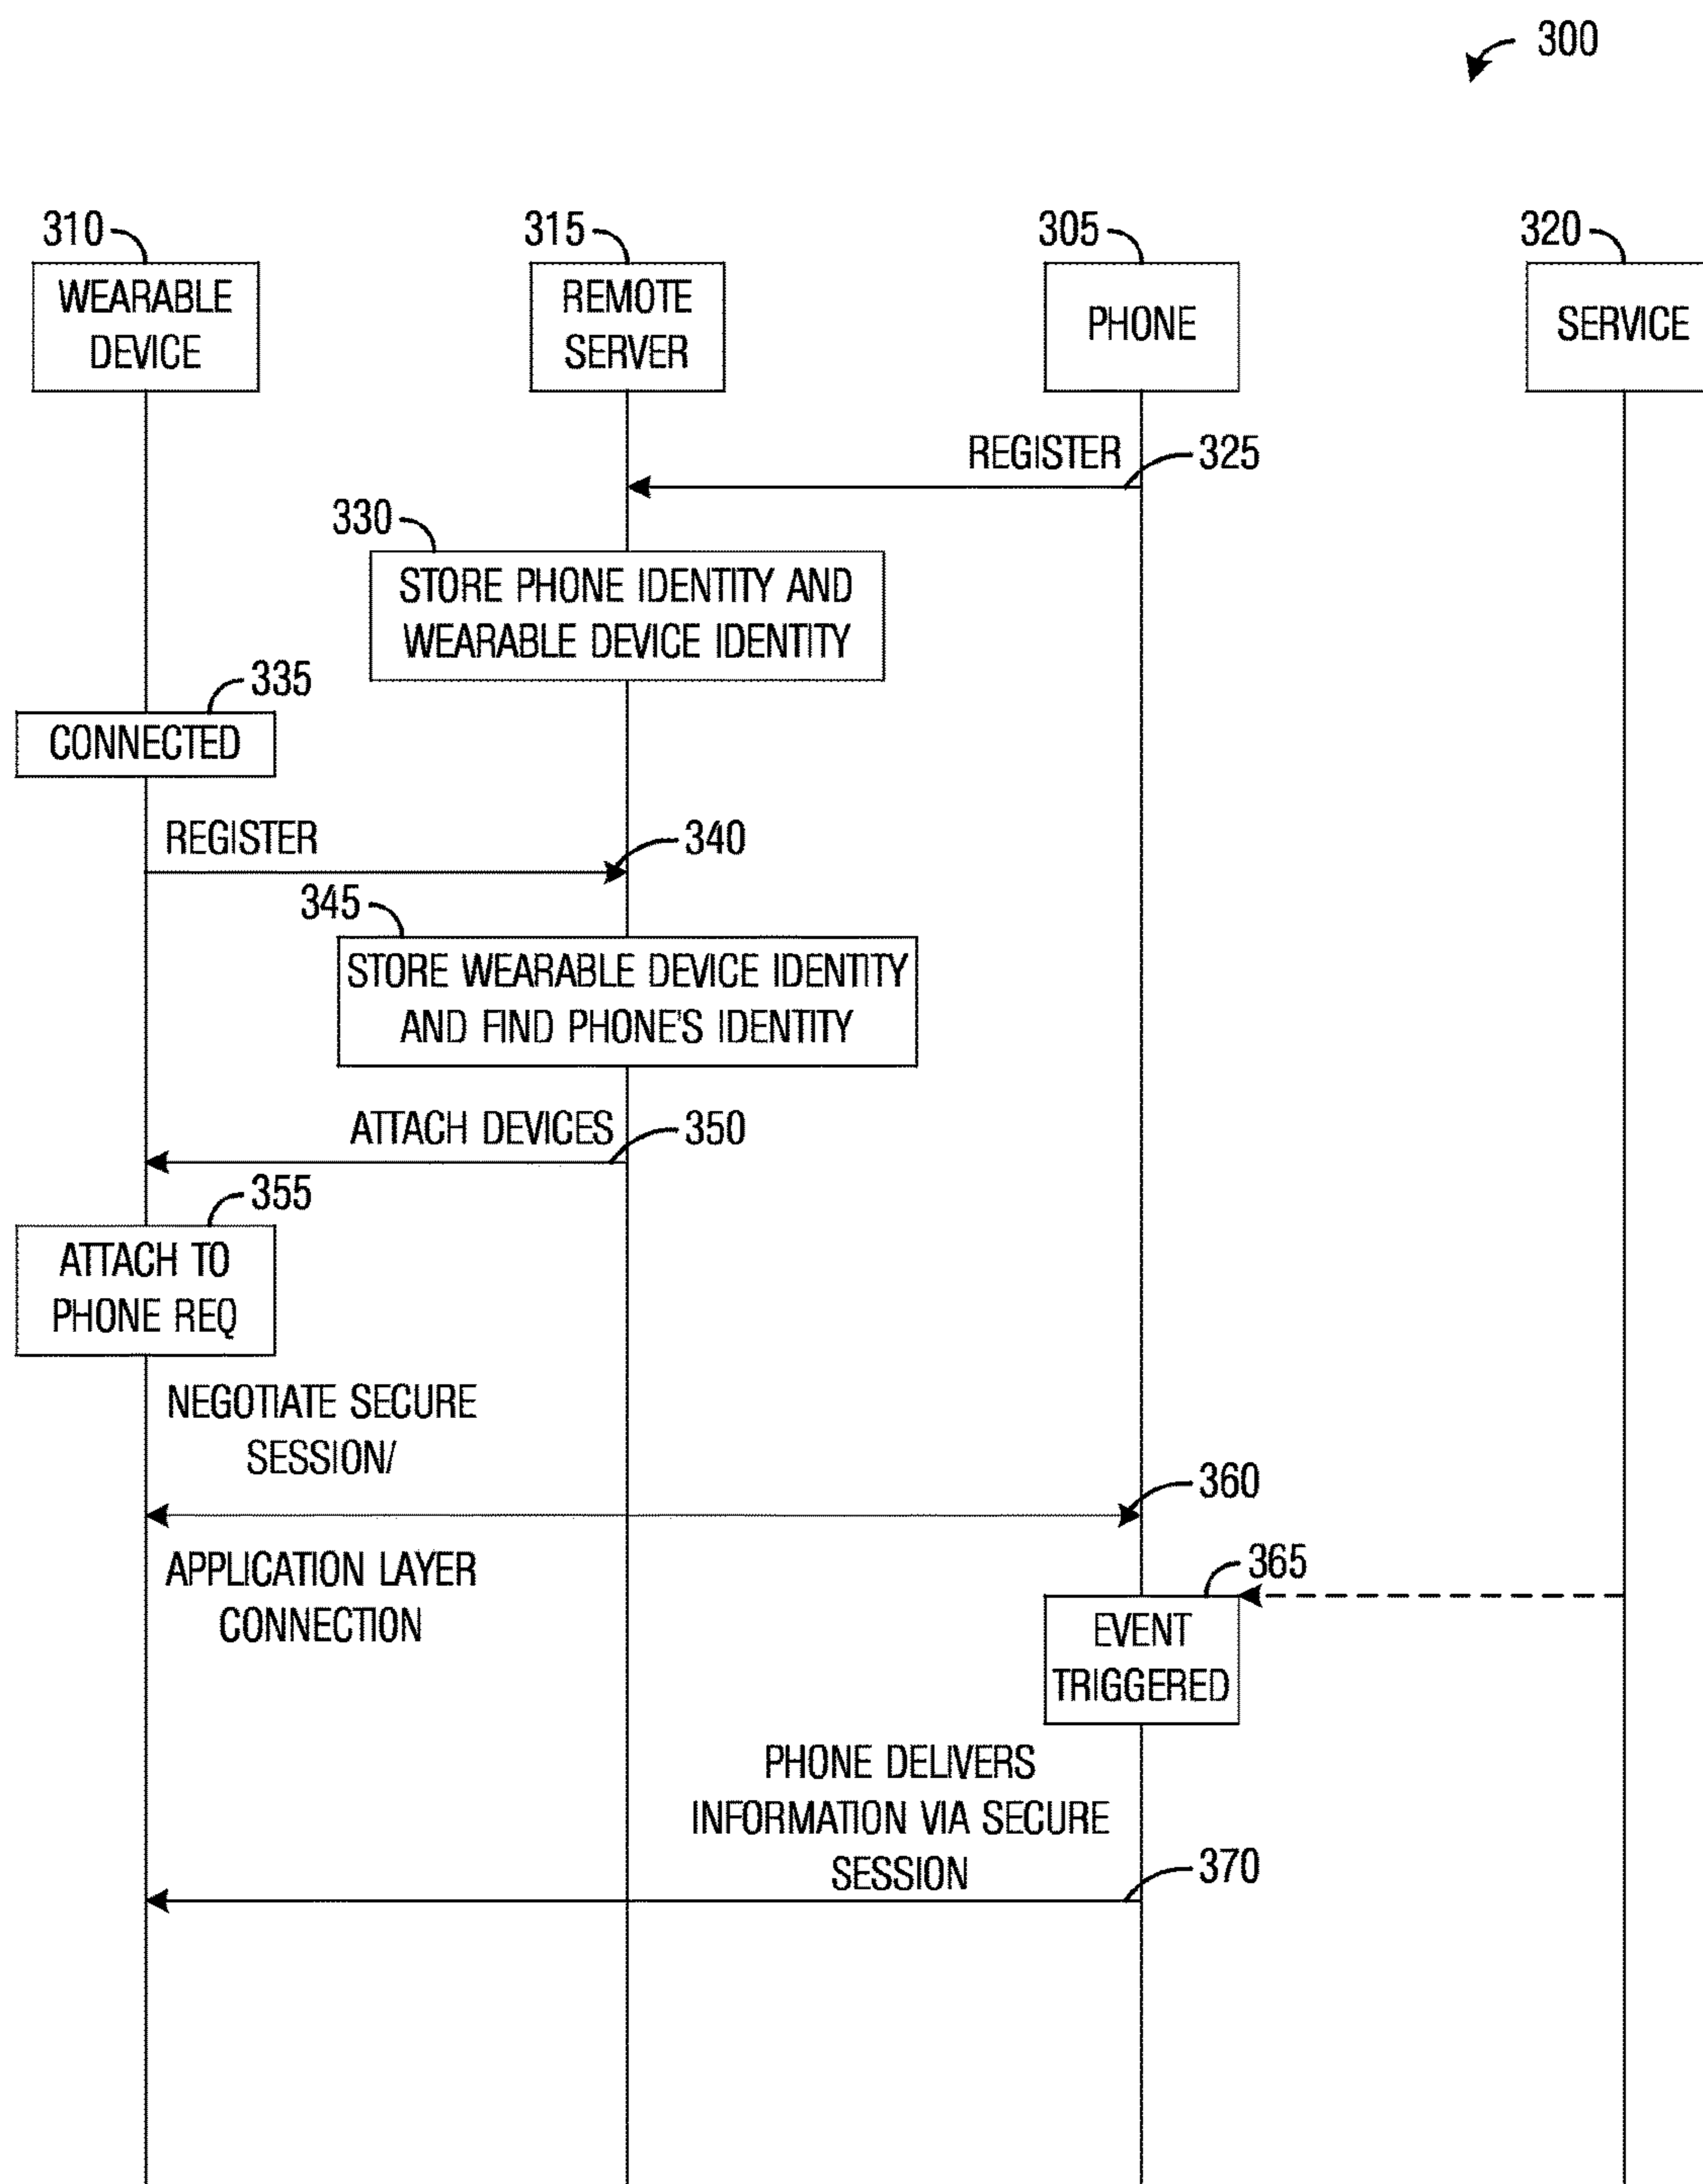 300
310
315
305
320
WEARABLE
DEVICE
REMOTE
SERVER
PHONE
SERVICE
REGISTER
325
330
STORE PHONE IDENTITY AND
WEARABLE DEVICE IDENTITY
335
CONNECTED
REGISTER
340
345
STORE WEARABLE DEVICE IDENTITY
AND FIND PHONE'S IDENTITY
ATTACH DEVICES
350
355
ATTACH TO
PHONE REQ
NEGOTIATE SECURE
SESSION/
360
APPLICATION LAYER
CONNECTION
365
EVENT
TRIGGERED
PHONE DELIVERS
INFORMATION VIA SECURE
SESSION
370